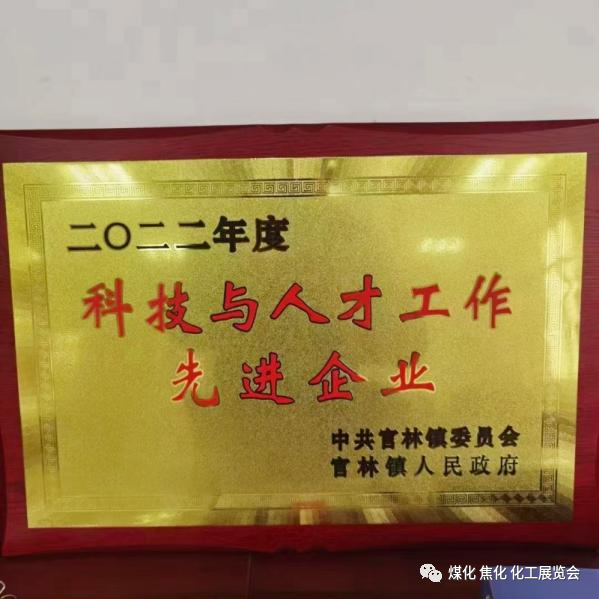 二〇二二年度
科技与人才工作
先进企业
中共官林镇委员会
官林镇人民政府
煤化 焦化 化工展览会